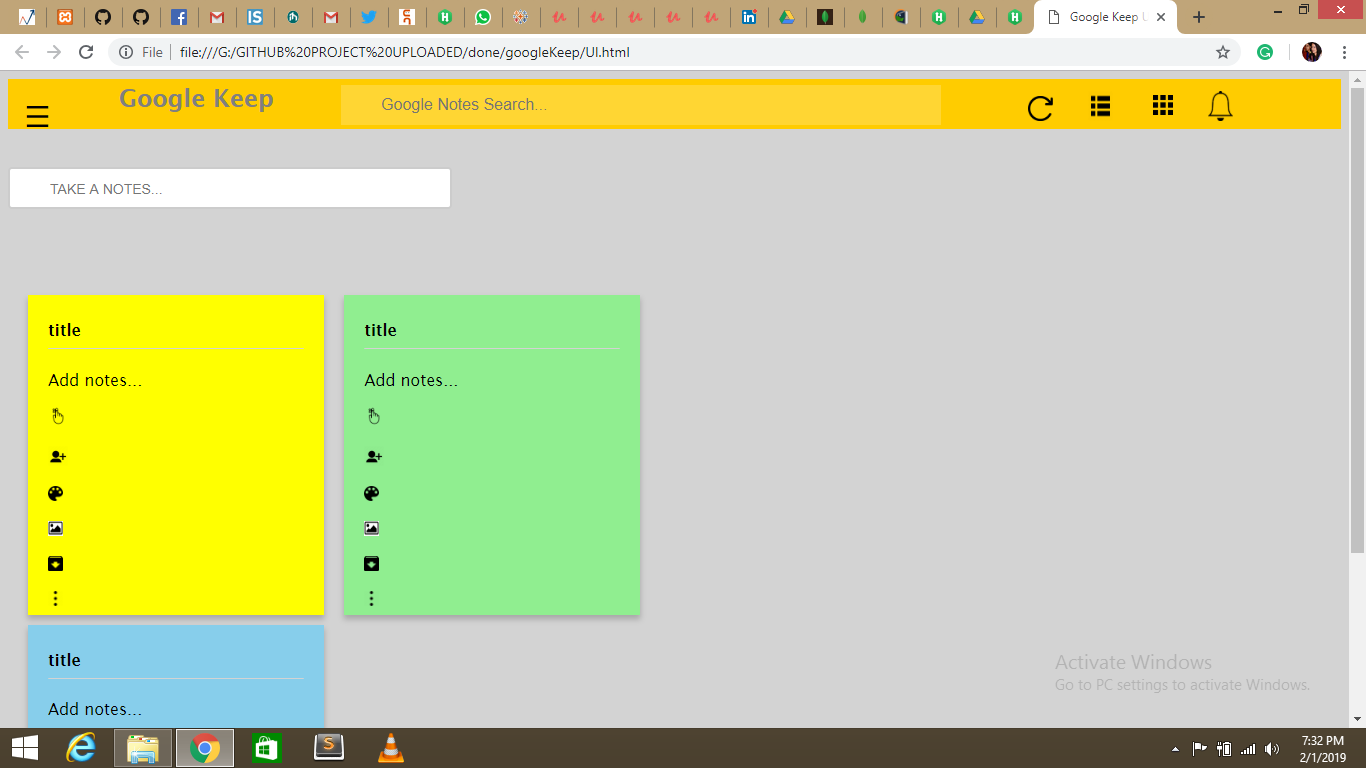 Google Keep U
File
file:///G:/GITHUB%20PROJECT%20UPLOADED/done/googleKeep/UI.html
Google Keep
Google Notes Search...
TAKE A NOTES...
title
Add notes...
title
Add notes...
title
Add notes...
Activate Windows
Go to PC settings to activate Windows.
7:32 PM
2/1/2019